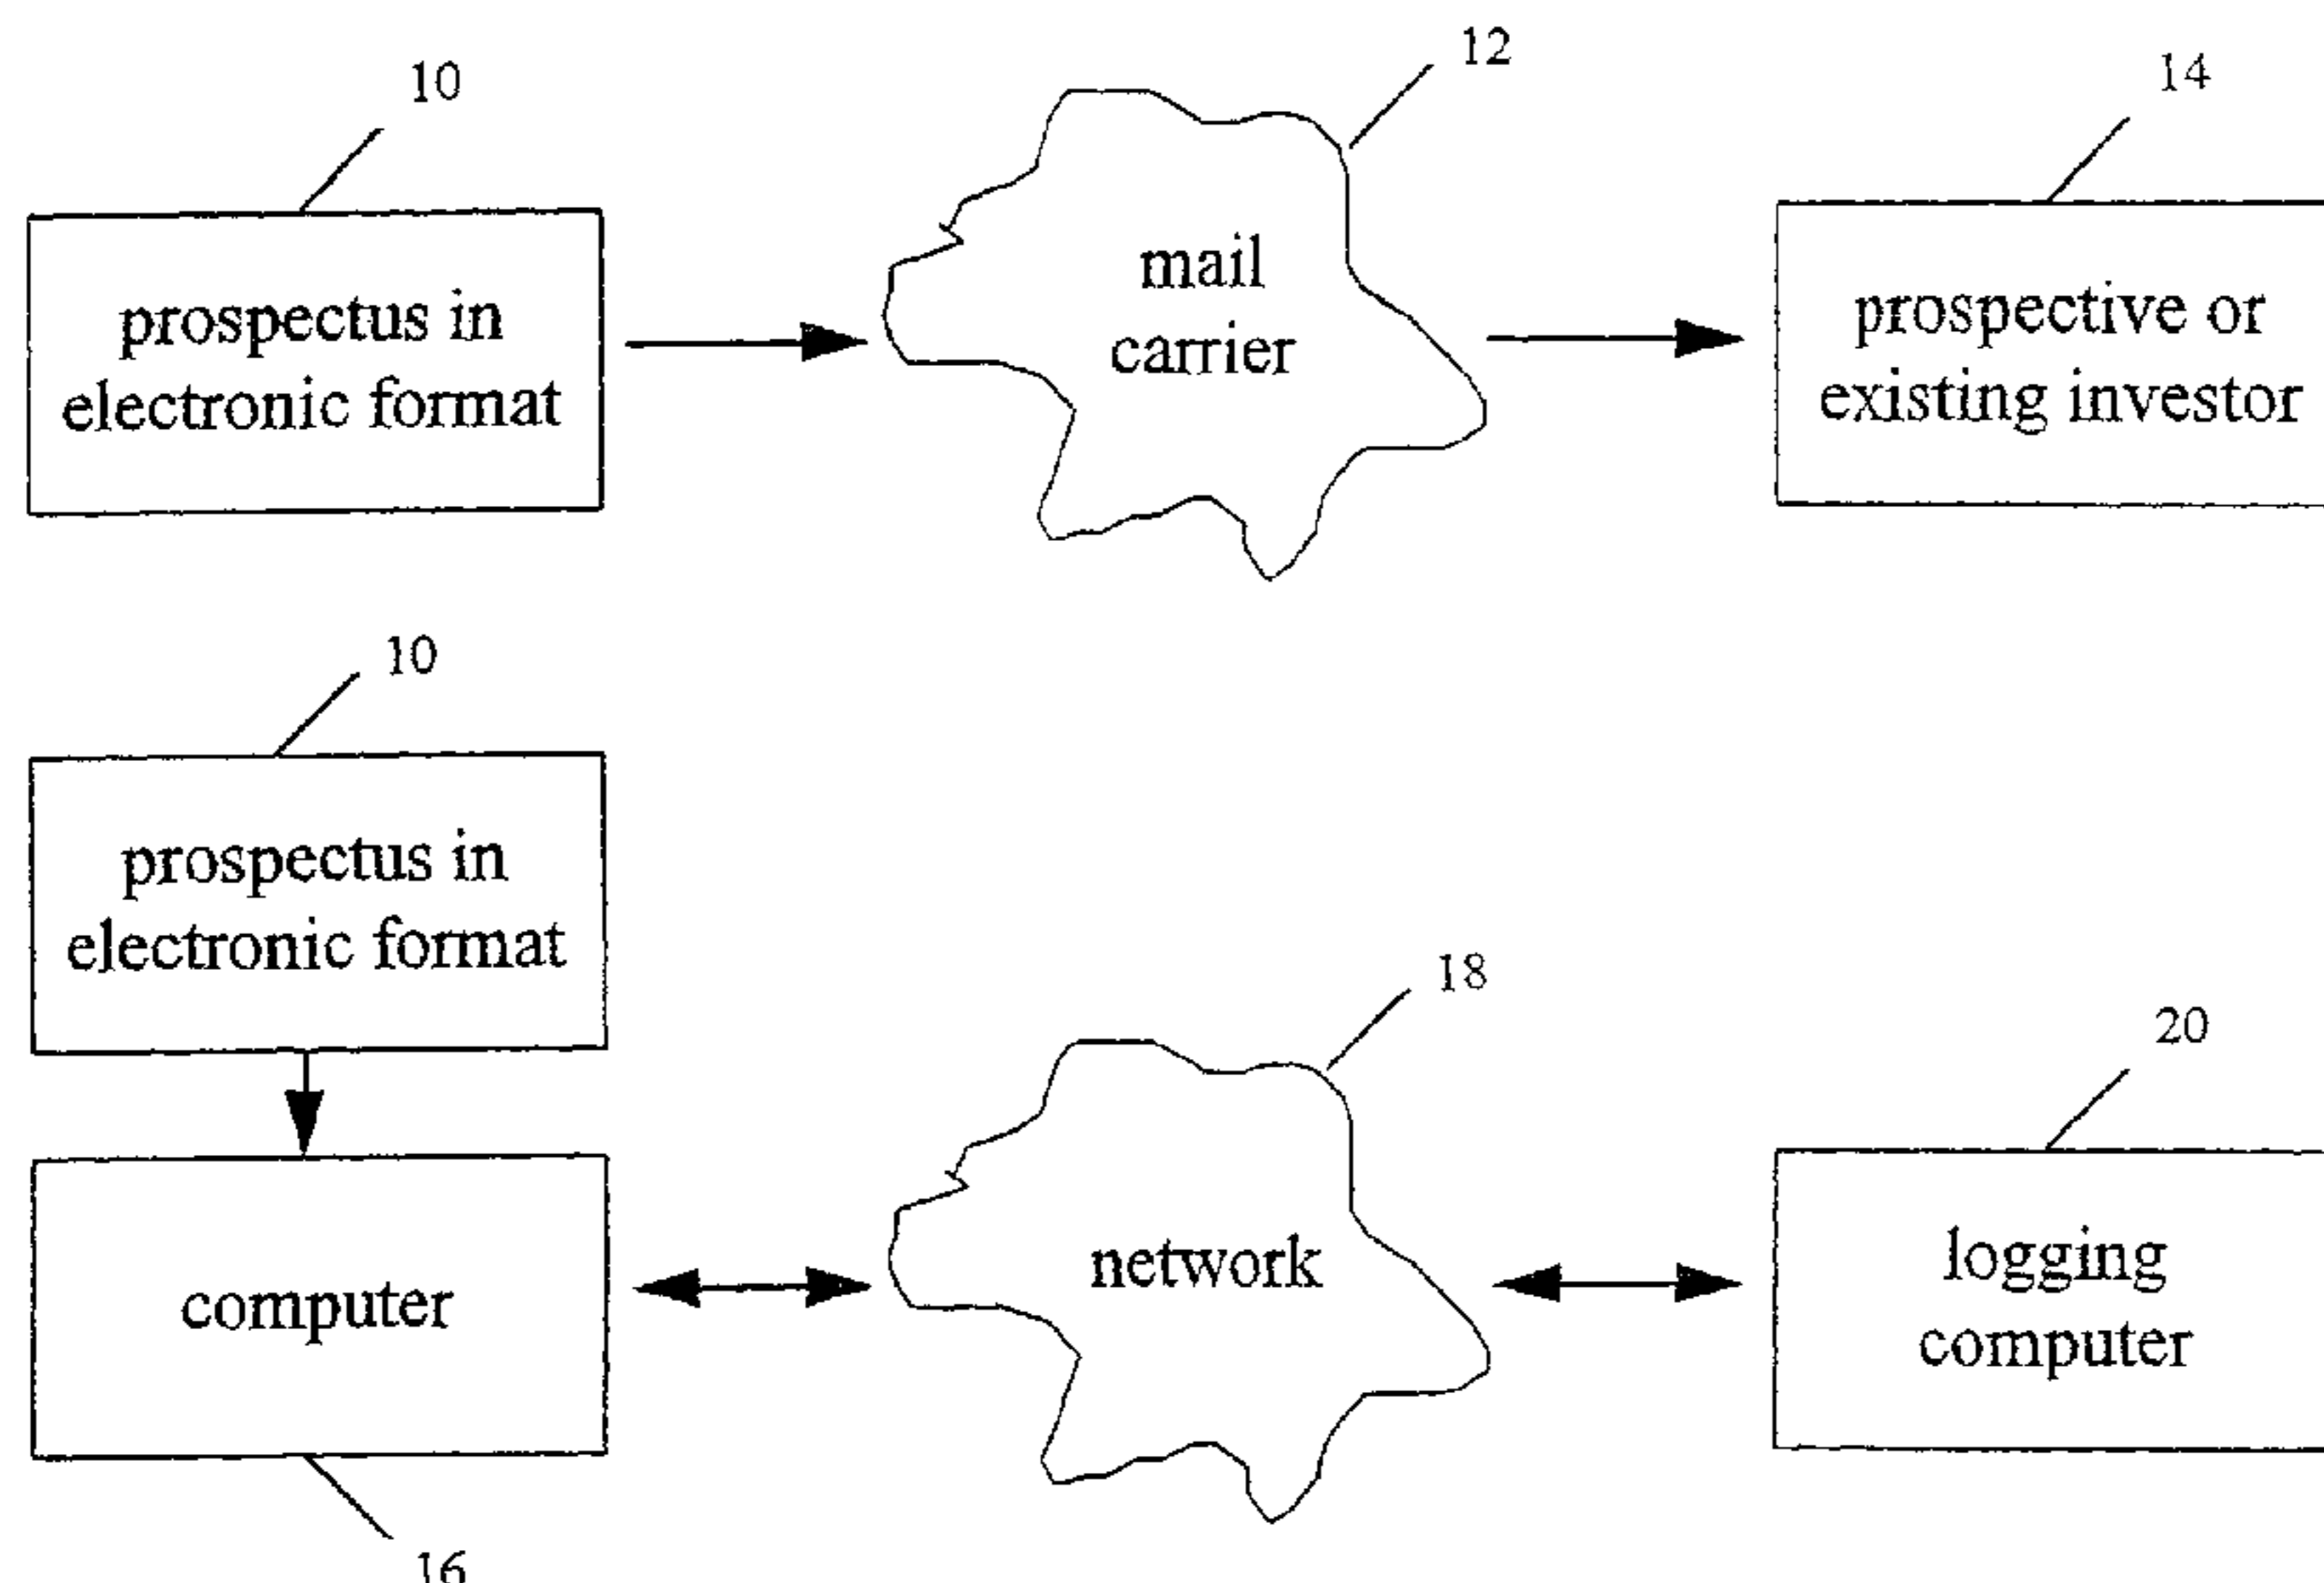 10
12
14
prospectus in
electronic format
mail
carrier
prospective or
existing investor
10
prospectus in
electronic format
18
20
computer
network
logging
computer
16